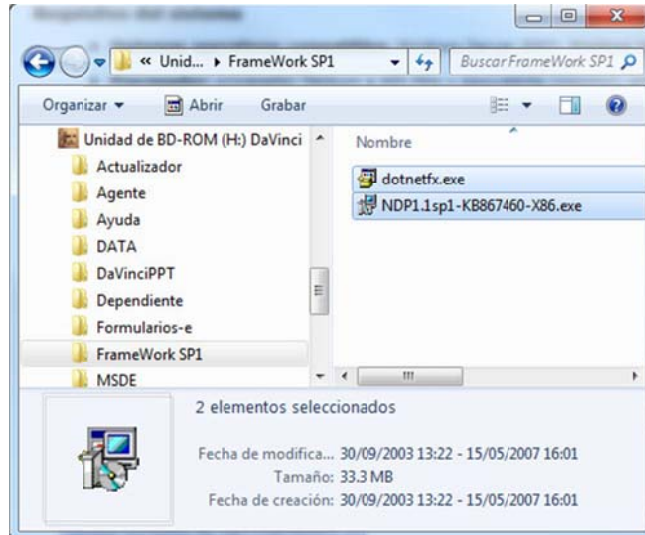 « Unid... ▸ FrameWork SP1
Buscar FrameWork SP1
Organizar
Abrir
Grabar
Unidad de BD-ROM (H:) DaVinci
Actualizador
Agente
Ayuda
DATA
DaVinciPPT
Dependiente
Formularios-e
FrameWork SP1
MSDE
Nombre
dotnetfx.exe
NDP1.1sp1-KB867460-X86.exe
2 elementos seleccionados
Fecha de modifica... 30/09/2003 13:22 - 15/05/2007 16:01
Tamaño: 33.3 MB
Fecha de creación: 30/09/2003 13:22 - 15/05/2007 16:01